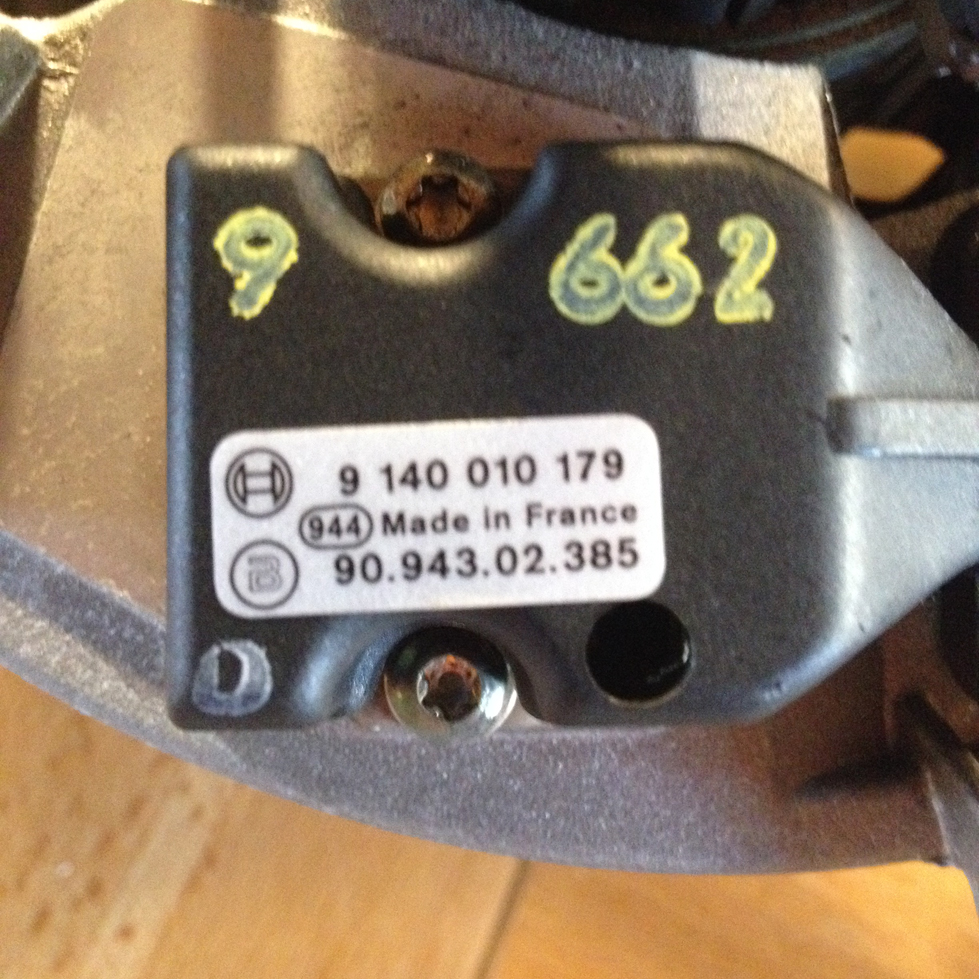 9 662
9 140 010 179
944 Made in France
B 90.943.02.385
D